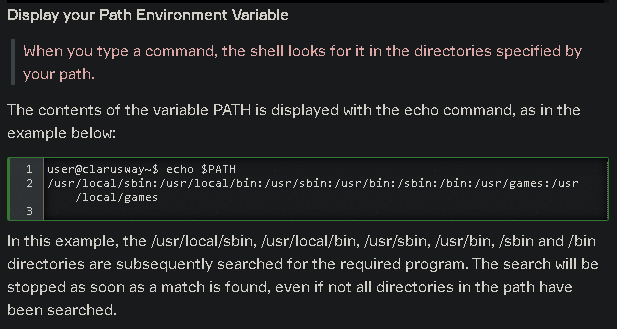 Display your Path Environment Variable
When you type a command, the shell looks for it in the directories specified by
your path.
The contents of the variable PATH is displayed with the echo command, as in the
example below:
1 user@clarusway~$ echo $PATH
2 /usr/local/sbin:/usr/local/bin:/usr/sbin:/usr/bin:/sbin:/bin:/usr/games:/usr
/local/games
3
In this example, the /usr/local/sbin, /usr/local/bin, /usr/sbin, /usr/bin, /sbin and /bin
directories are subsequently searched for the required program. The search will be
stopped as soon as a match is found, even if not all directories in the path have
been searched.